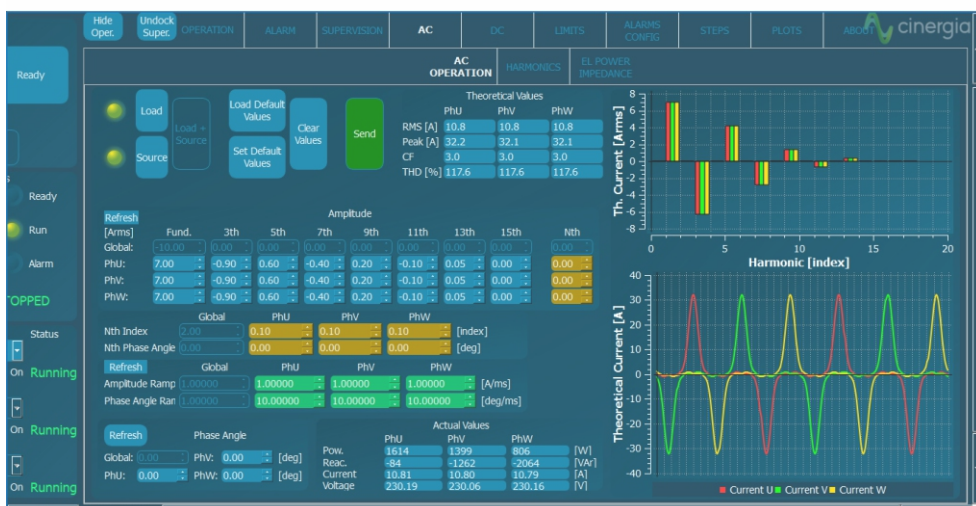 Hide Oper.
Undock Super.
OPERATION
ALARM
SUPERVISION
AC
DC
LIMITS
ALARMS CONFIG
STEPS
PLOTS
cinergia
AC OPERATION
HARMONICS
EL POWER IMPEDANCE
Ready
Ready
Run
Alarm
Status
On Running
On Running
On Running
Load
Load + Source
Source
Load Default Values
Set Default Values
Clear Values
Send
Theoretical Values
PhU PhV PhW
RMS [A] 10.8 10.8 10.8
Peak [A] 32.2 32.1 32.1
CF 3.0 3.0 3.0
THD [%] 117.6 117.6 117.6
Refresh Amplitude
[Arms] Fund. 3th 5th 7th 9th 11th 13th 15th Nth
Global: -10.00 0.00 0.00 0.00 0.00 0.00 0.00 0.00 0.00
PhU: 7.00 -0.90 0.60 -0.40 0.20 -0.10 0.05 0.00 0.00
PhV: 7.00 -0.90 0.60 -0.40 0.20 -0.10 0.05 0.00 0.00
PhW: 7.00 -0.90 0.60 -0.40 0.20 -0.10 0.05 0.00 0.00
Global PhU PhV PhW
Nth Index 2.00 0.10 0.10 0.10 [index]
Nth Phase Angle 0.00 0.00 0.00 0.00 [deg]
Refresh Global PhU PhV PhW
Amplitude Ramp 1.00000 1.00000 1.00000 1.00000 [A/ms]
Phase Angle Ran 1.00000 10.00000 10.00000 10.00000 [deg/ms]
Refresh Phase Angle
Global: 0.00 PhV: 0.00 [deg]
PhU: 0.00 PhW: 0.00 [deg]
Actual Values
PhU PhV PhW
Pow. 1614 1399 806 [W]
Reac. -84 -1262 -2064 [VAr]
Current 10.81 10.80 10.79 [A]
Voltage 230.19 230.06 230.16 [V]
Th. Current [Arms]
8
6
4
2
0
-2
-4
-6
-8
0 5 10 15 20
Harmonic [index]
Theoretical Current [A]
40
30
20
10
0
-10
-20
-30
-40
Current U Current V Current W